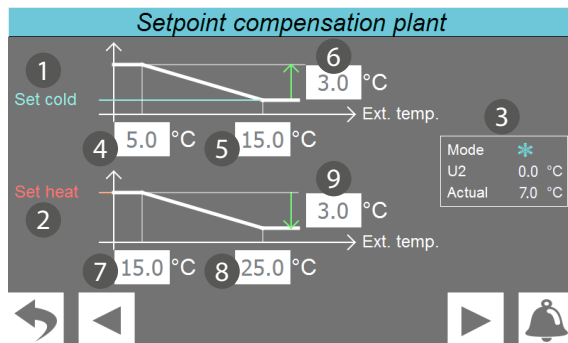 Setpoint compensation plant
1
6
3.0 °C
Set cold
Ext. temp.
3
4
5.0 °C
5
15.0 °C
Mode
U2 0.0 °C
Actual 7.0 °C
Set heat
2
9
3.0 °C
Ext. temp.
7
15.0 °C
8
25.0 °C